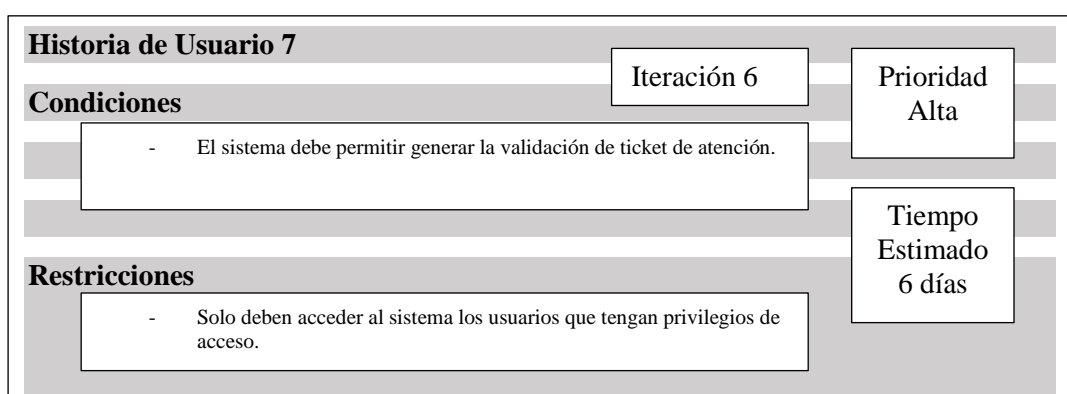 Historia de Usuario 7
Iteración 6
Prioridad
Alta
Condiciones
- El sistema debe permitir generar la validación de ticket de atención.
Tiempo
Estimado
6 días
Restricciones
- Solo deben acceder al sistema los usuarios que tengan privilegios de
acceso.